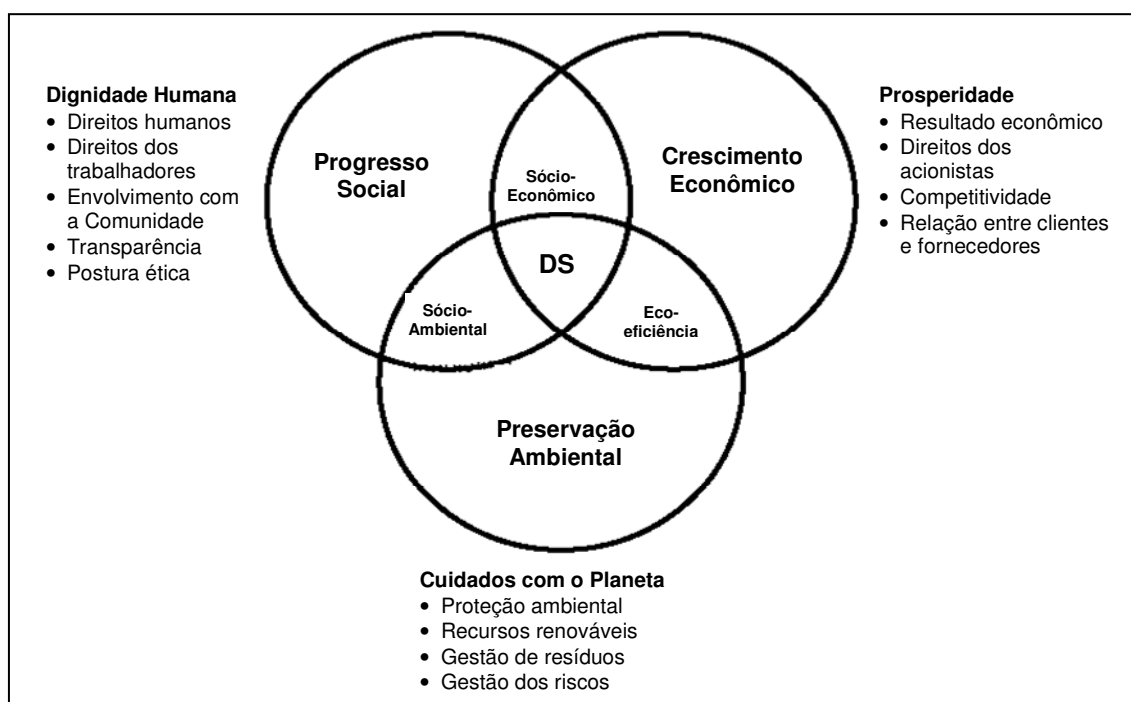 Dignidade Humana
• Direitos humanos
• Direitos dos
trabalhadores
• Envolvimento com
a Comunidade
• Transparência
• Postura ética
Progresso
Social
Sócio-
Econômico
Crescimento
Econômico
Prosperidade
• Resultado econômico
• Direitos dos
acionistas
• Competitividade
• Relação entre clientes
e fornecedores
DS
Sócio-
Ambiental
Eco-
eficiência
Preservação
Ambiental
Cuidados com o Planeta
• Proteção ambiental
• Recursos renováveis
• Gestão de resíduos
• Gestão dos riscos